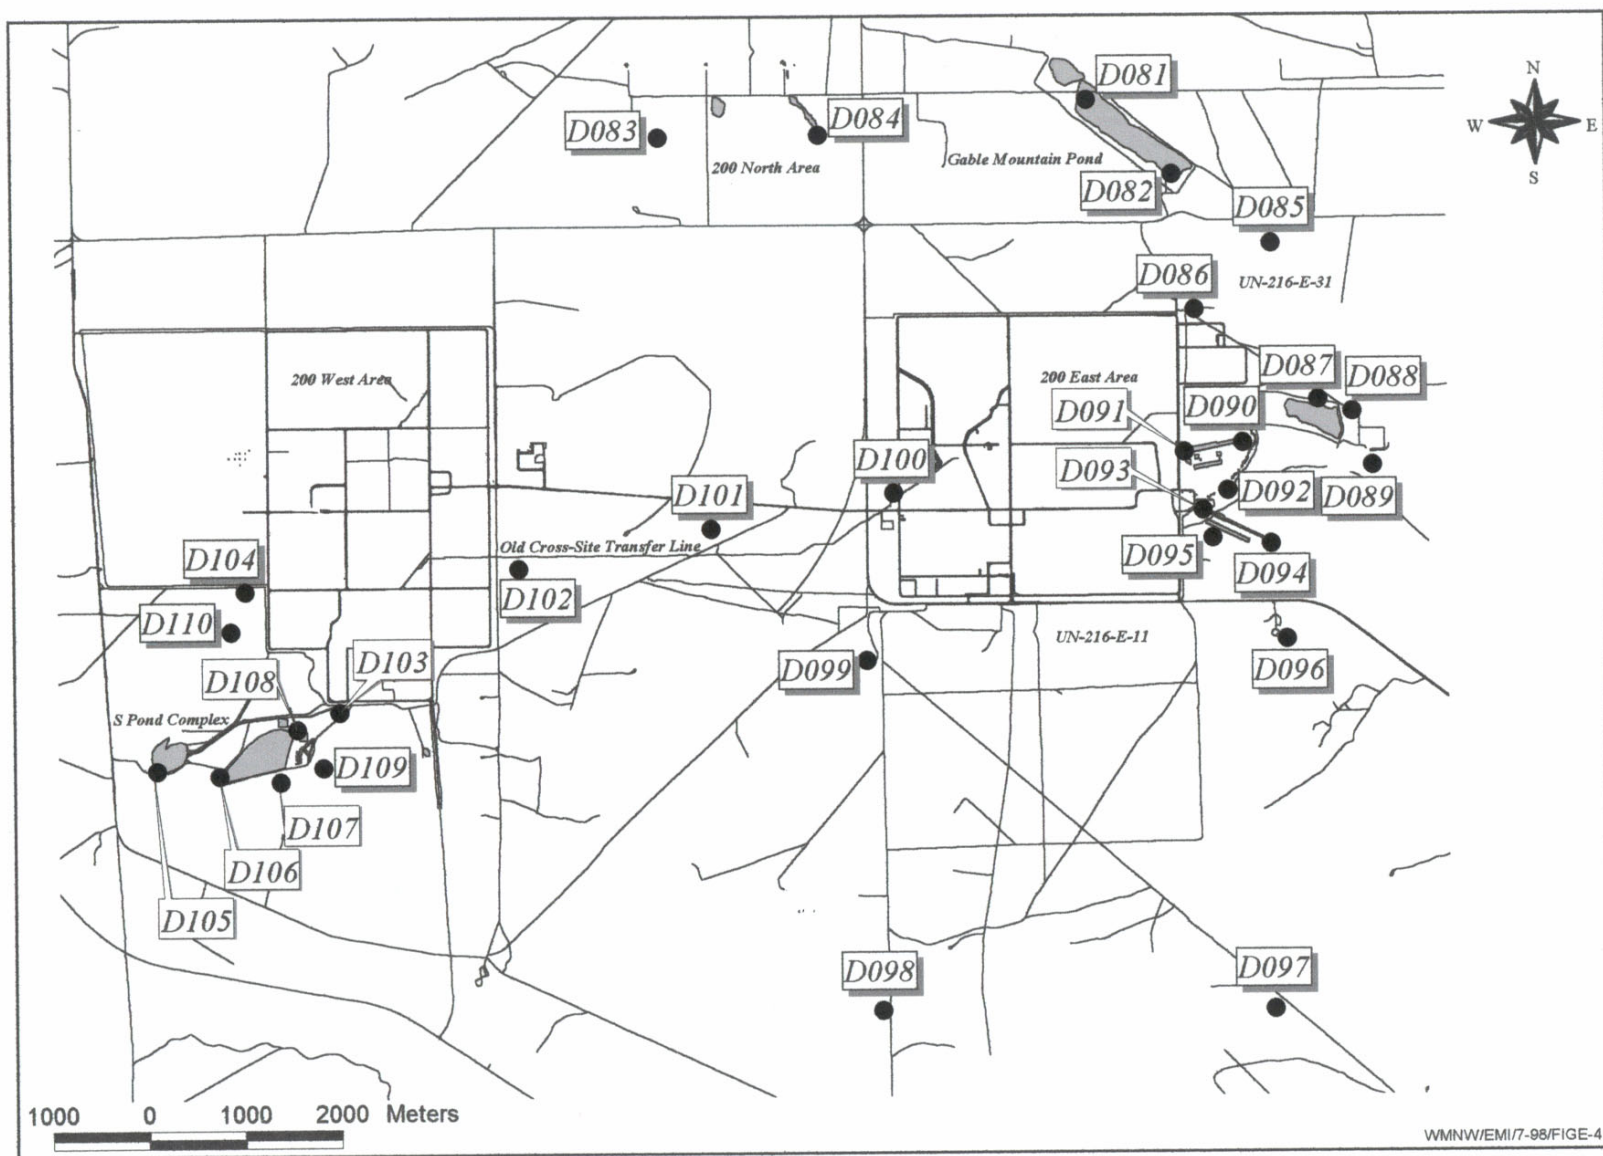 D081
N
D083
D084
W
E
200 North Area
Gable Mountain Pond
D082
S
D085
D086
UN-216-E-31
200 West Area
200 East Area
D087
D088
D091
D090
D100
D093
D101
D092
D089
Old Cross-Site Transfer Line
D104
D102
D095
D094
D110
D103
UN-216-E-11
D108
D099
D096
S Pond Complex
D109
D107
D106
D105
D098
D097
1000 0 1000 2000 Meters
WMNW/EMI/7-98/FIGE-4